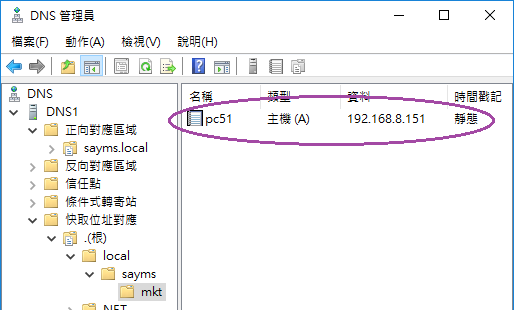 DNS 管理員
檔案(F) 動作(A) 檢視(V) 說明(H)
DNS
DNS1
正向對應區域
sayms.local
反向對應區域
信任點
條件式轉寄站
快取位址對應
.(根)
local
sayms
mkt
名稱 類型 資料 時間戳記
pc51 主機 (A) 192.168.8.151 靜態